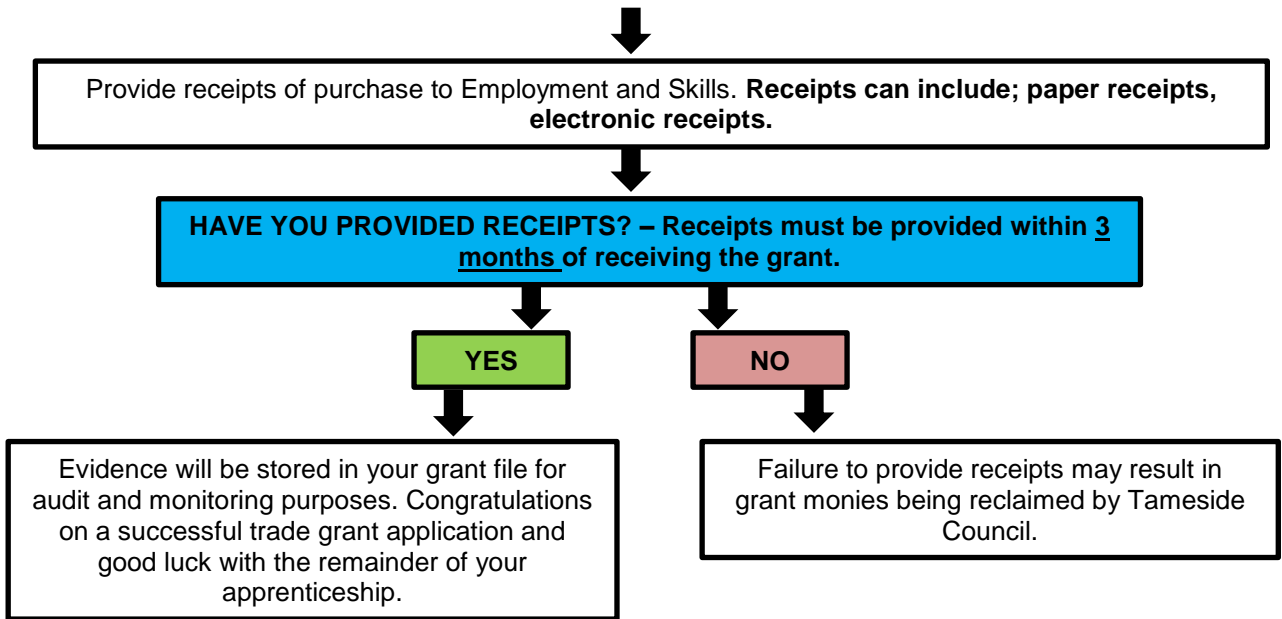 Provide receipts of purchase to Employment and Skills. Receipts can include; paper receipts,
electronic receipts.
HAVE YOU PROVIDED RECEIPTS? – Receipts must be provided within 3
months of receiving the grant.
YES
NO
Evidence will be stored in your grant file for
audit and monitoring purposes. Congratulations
on a successful trade grant application and
good luck with the remainder of your
apprenticeship.
Failure to provide receipts may result in
grant monies being reclaimed by Tameside
Council.